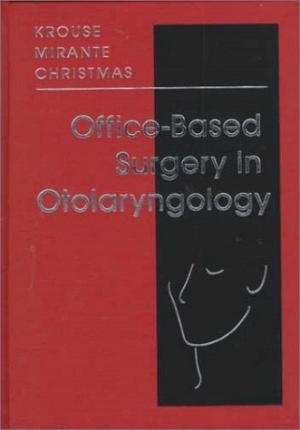 KROUSE
MIRANTE
CHRISTMAS
Office-Based
Surgery in
Otolaryngology